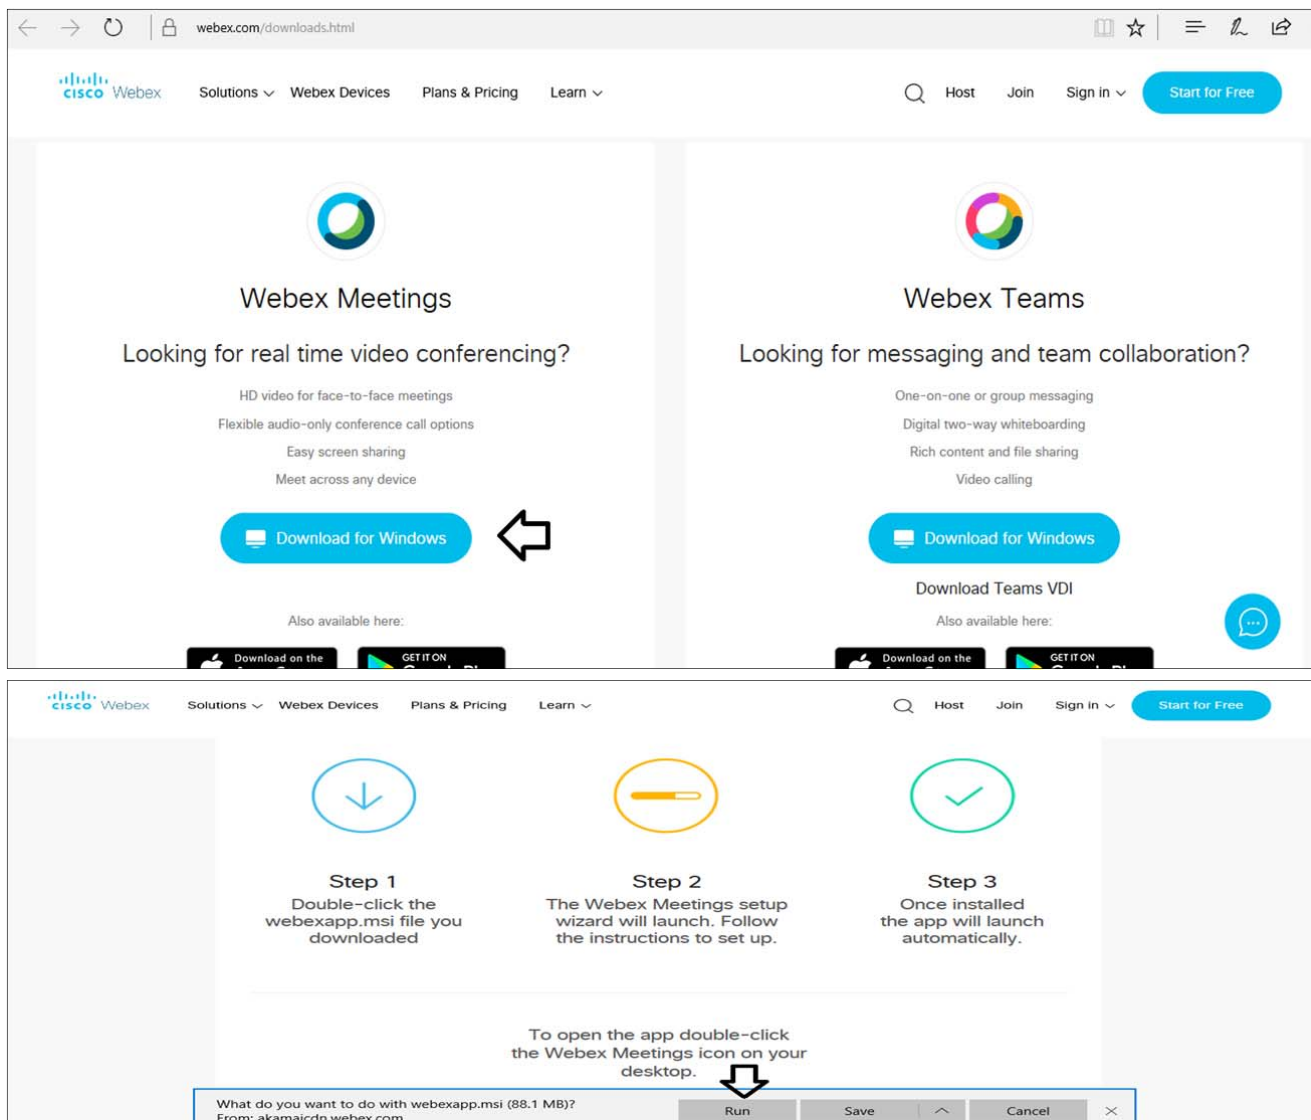 webex.com/downloads.html
cisco Webex Solutions Webex Devices Plans & Pricing Learn Host Join Sign in Start for Free
Webex Meetings
Looking for real time video conferencing?
HD video for face-to-face meetings
Flexible audio-only conference call options
Easy screen sharing
Meet across any device
Download for Windows
Also available here:
Download on the
GET IT ON
Webex Teams
Looking for messaging and team collaboration?
One-on-one or group messaging
Digital two-way whiteboarding
Rich content and file sharing
Video calling
Download for Windows
Download Teams VDI
Also available here:
Download on the
GET IT ON
cisco Webex Solutions Webex Devices Plans & Pricing Learn Host Join Sign in Start for Free
Step 1
Double-click the
webexapp.msi file you
downloaded
Step 2
The Webex Meetings setup
wizard will launch. Follow
the instructions to set up.
Step 3
Once installed
the app will launch
automatically.
To open the app double-click
the Webex Meetings icon on your
desktop.
What do you want to do with webexapp.msi (88.1 MB)?
From: akamaicdn.webex.com
Run Save Cancel